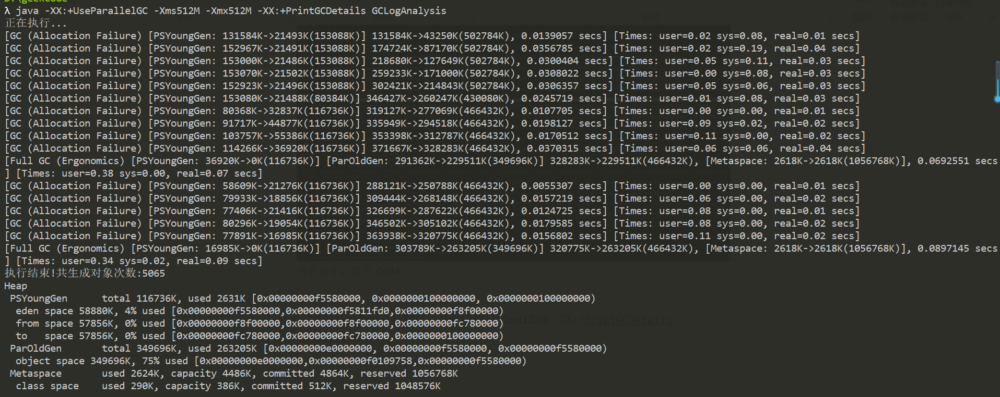 D:\geekcode
λ java -XX:+UseParallelGC -Xms512M -Xmx512M -XX:+PrintGCDetails GCLogAnalysis
正在执行...
[GC (Allocation Failure) [PSYoungGen: 131584K->21493K(153088K)] 131584K->43250K(502784K), 0.0139057 secs] [Times: user=0.02 sys=0.08, real=0.01 secs]
[GC (Allocation Failure) [PSYoungGen: 152967K->21491K(153088K)] 174724K->87170K(502784K), 0.0356785 secs] [Times: user=0.02 sys=0.19, real=0.04 secs]
[GC (Allocation Failure) [PSYoungGen: 153000K->21486K(153088K)] 218680K->127649K(502784K), 0.0300404 secs] [Times: user=0.05 sys=0.11, real=0.03 secs]
[GC (Allocation Failure) [PSYoungGen: 153070K->21502K(153088K)] 259233K->171000K(502784K), 0.0308022 secs] [Times: user=0.00 sys=0.08, real=0.03 secs]
[GC (Allocation Failure) [PSYoungGen: 152923K->21496K(153088K)] 302421K->214843K(502784K), 0.0306357 secs] [Times: user=0.05 sys=0.06, real=0.03 secs]
[GC (Allocation Failure) [PSYoungGen: 153080K->21488K(80384K)] 346427K->260247K(430080K), 0.0245719 secs] [Times: user=0.01 sys=0.08, real=0.03 secs]
[GC (Allocation Failure) [PSYoungGen: 80368K->32837K(116736K)] 319127K->277069K(466432K), 0.0107705 secs] [Times: user=0.00 sys=0.00, real=0.01 secs]
[GC (Allocation Failure) [PSYoungGen: 91717K->44877K(116736K)] 335949K->294518K(466432K), 0.0198127 secs] [Times: user=0.09 sys=0.02, real=0.02 secs]
[GC (Allocation Failure) [PSYoungGen: 103757K->55386K(116736K)] 353398K->312787K(466432K), 0.0170512 secs] [Times: user=0.11 sys=0.00, real=0.02 secs]
[GC (Allocation Failure) [PSYoungGen: 114266K->36920K(116736K)] 371667K->328283K(466432K), 0.0370315 secs] [Times: user=0.06 sys=0.06, real=0.04 secs]
[Full GC (Ergonomics) [PSYoungGen: 36920K->0K(116736K)] [ParOldGen: 291362K->229511K(349696K)] 328283K->229511K(466432K), [Metaspace: 2618K->2618K(1056768K)], 0.0692551 secs
] [Times: user=0.38 sys=0.00, real=0.07 secs]
[GC (Allocation Failure) [PSYoungGen: 58609K->21276K(116736K)] 288121K->250788K(466432K), 0.0055307 secs] [Times: user=0.00 sys=0.00, real=0.01 secs]
[GC (Allocation Failure) [PSYoungGen: 79933K->18856K(116736K)] 309444K->268148K(466432K), 0.0157219 secs] [Times: user=0.06 sys=0.00, real=0.02 secs]
[GC (Allocation Failure) [PSYoungGen: 77406K->21416K(116736K)] 326699K->287622K(466432K), 0.0124725 secs] [Times: user=0.08 sys=0.00, real=0.01 secs]
[GC (Allocation Failure) [PSYoungGen: 80296K->19054K(116736K)] 346502K->305102K(466432K), 0.0179585 secs] [Times: user=0.08 sys=0.00, real=0.02 secs]
[GC (Allocation Failure) [PSYoungGen: 77891K->16985K(116736K)] 363938K->320775K(466432K), 0.0156802 secs] [Times: user=0.11 sys=0.00, real=0.02 secs]
[Full GC (Ergonomics) [PSYoungGen: 16985K->0K(116736K)] [ParOldGen: 303789K->263205K(349696K)] 320775K->263205K(466432K), [Metaspace: 2618K->2618K(1056768K)], 0.0897145 secs
] [Times: user=0.34 sys=0.02, real=0.09 secs]
内存过小，发生 OOM。
执行结束!共生成对象次数:5065
Heap
PSYoungGen total 116736K, used 2631K [0x00000000f5580000, 0x0000000100000000, 0x0000000100000000)
eden space 58880K, 4% used [0x00000000f5580000,0x00000000f5811fd0,0x00000000f8f00000)
from space 57856K, 0% used [0x00000000f8f00000,0x00000000f8f00000,0x00000000fc780000)
Xmx128M -XX:+PrintGCDetails
to space 57856K, 0% used [0x00000000fc780000,0x00000000fc780000,0x0000000100000000)
ParOldGen total 349696K, used 263205K [0x00000000e0000000, 0x00000000f5580000, 0x00000000f5580000)
object space 349696K, 75% used [0x00000000e0000000,0x00000000f0109758,0x00000000f5580000)
Metaspace used 2624K, capacity 4486K, committed 4864K, reserved 1056768K
class space used 290K, capacity 386K, committed 512K, reserved 1048576K